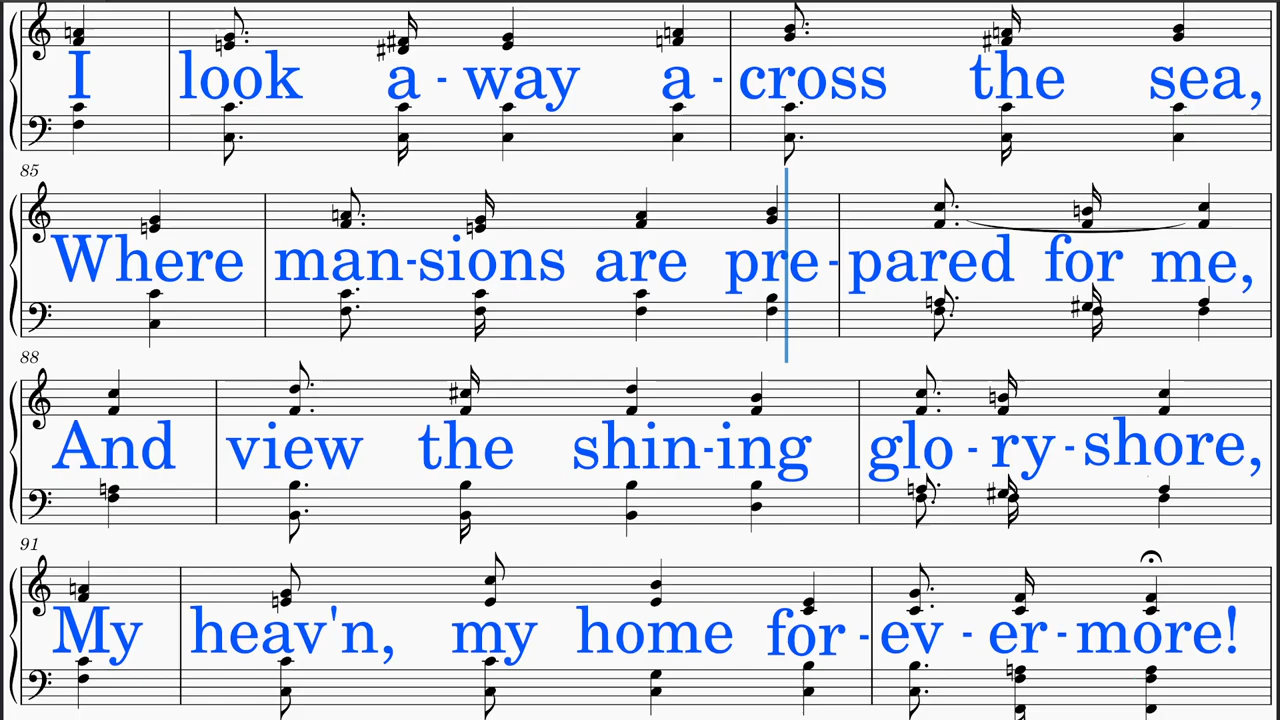 I look a - way a - cross the sea,
85
Where man-sions are pre-pared for me,
88
And view the shin-ing glo - ry - shore,
91
My heav'n, my home for - ev - er - more!